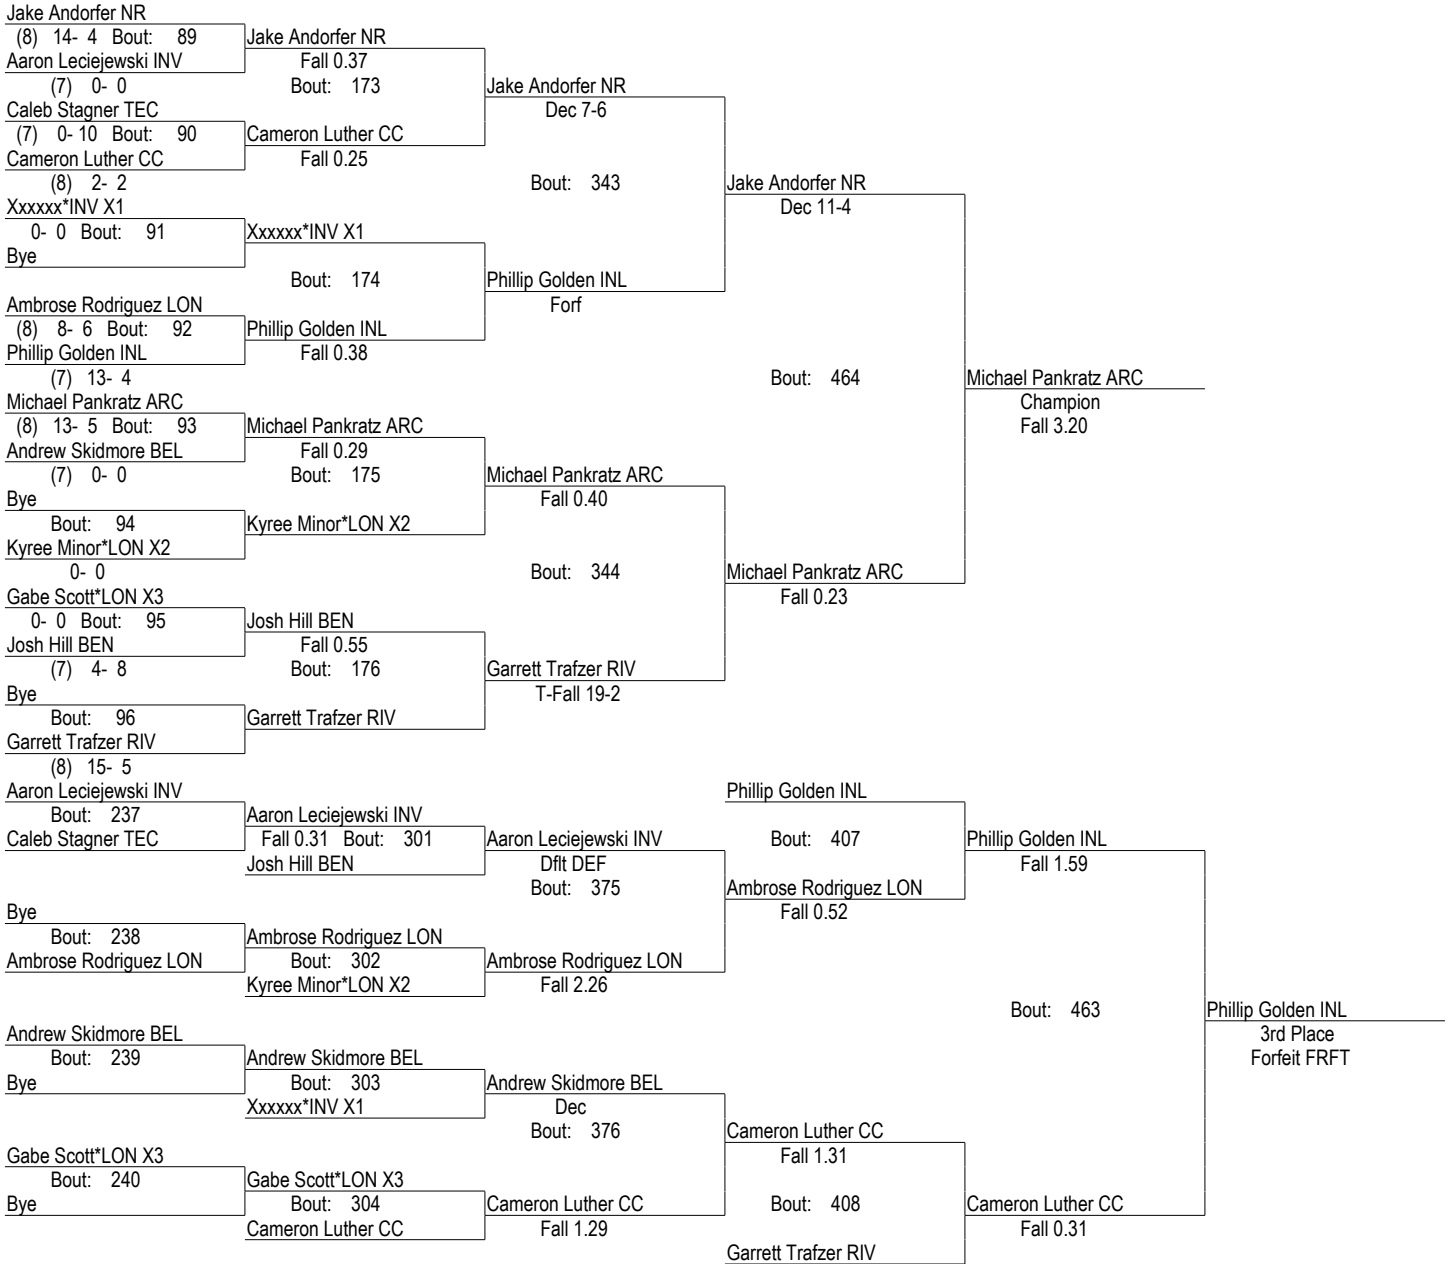 Jake Andorfer NR
(8) 14- 4 Bout: 89 Jake Andorfer NR
Aaron Leciejewski INV Fall 0.37
(7) 0- 0 Bout: 173 Jake Andorfer NR
Caleb Stagner TEC Dec 7-6
(7) 0- 10 Bout: 90 Cameron Luther CC
Cameron Luther CC Fall 0.25
(8) 2- 2 Bout: 343 Jake Andorfer NR
Xxxxxx*INV X1 Dec 11-4
0- 0 Bout: 91 Xxxxxx*INV X1
Bye
Bout: 174 Phillip Golden INL
Ambrose Rodriguez LON Forf
(8) 8- 6 Bout: 92 Phillip Golden INL
Phillip Golden INL Fall 0.38
(7) 13- 4 Bout: 464 Michael Pankratz ARC
Michael Pankratz ARC Champion
(8) 13- 5 Bout: 93 Michael Pankratz ARC Fall 3.20
Andrew Skidmore BEL Fall 0.29
(7) 0- 0 Bout: 175 Michael Pankratz ARC
Bye Fall 0.40
Bout: 94 Kyree Minor*LON X2
Kyree Minor*LON X2
0- 0 Bout: 344 Michael Pankratz ARC
Gabe Scott*LON X3 Fall 0.23
0- 0 Bout: 95 Josh Hill BEN
Josh Hill BEN Fall 0.55
(7) 4- 8 Bout: 176 Garrett Trafzer RIV
Bye T-Fall 19-2
Bout: 96 Garrett Trafzer RIV
Garrett Trafzer RIV
(8) 15- 5
Aaron Leciejewski INV Phillip Golden INL
Bout: 237 Aaron Leciejewski INV
Caleb Stagner TEC Fall 0.31 Bout: 301 Aaron Leciejewski INV Bout: 407 Phillip Golden INL
Josh Hill BEN Dflt DEF Fall 1.59
Bout: 375 Ambrose Rodriguez LON
Bye Fall 0.52
Bout: 238 Ambrose Rodriguez LON
Ambrose Rodriguez LON Bout: 302 Ambrose Rodriguez LON
Kyree Minor*LON X2 Fall 2.26
Bout: 463 Phillip Golden INL
Andrew Skidmore BEL 3rd Place
Bout: 239 Andrew Skidmore BEL Forfeit FRFT
Bye Bout: 303 Andrew Skidmore BEL
Xxxxxx*INV X1 Dec
Bout: 376 Cameron Luther CC
Gabe Scott*LON X3 Fall 1.31
Bout: 240 Gabe Scott*LON X3
Bye Bout: 304 Cameron Luther CC Bout: 408 Cameron Luther CC
Cameron Luther CC Fall 1.29 Fall 0.31
Garrett Trafzer RIV